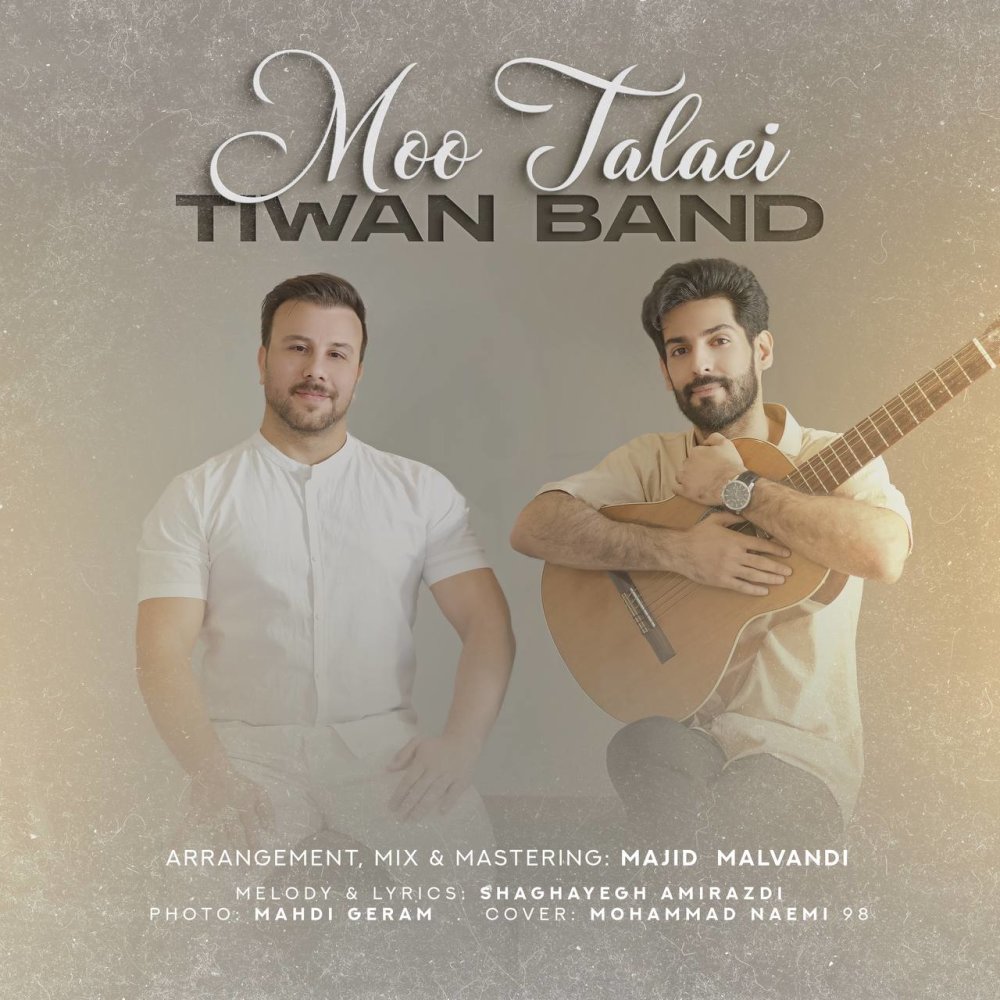 Moo Talaei
TIWAN BAND
ARRANGEMENT, MIX & MASTERING: MAJID MALVANDI
MELODY & LYRICS: SHAGHAYEGH AMIRAZDI
PHOTO: MAHDI GERAM . COVER: MOHAMMAD NAEMI 98